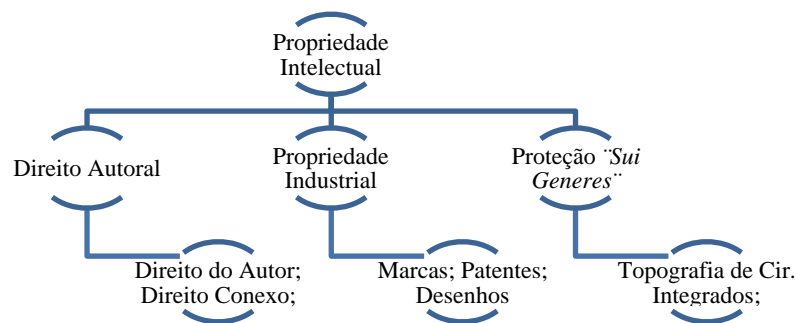 Propriedade
Intelectual
Direito Autoral
Propriedade
Industrial
Proteção ¨Sui
Generes¨
Direito do Autor;
Direito Conexo;
Marcas; Patentes;
Desenhos
Topografia de Cir.
Integrados;